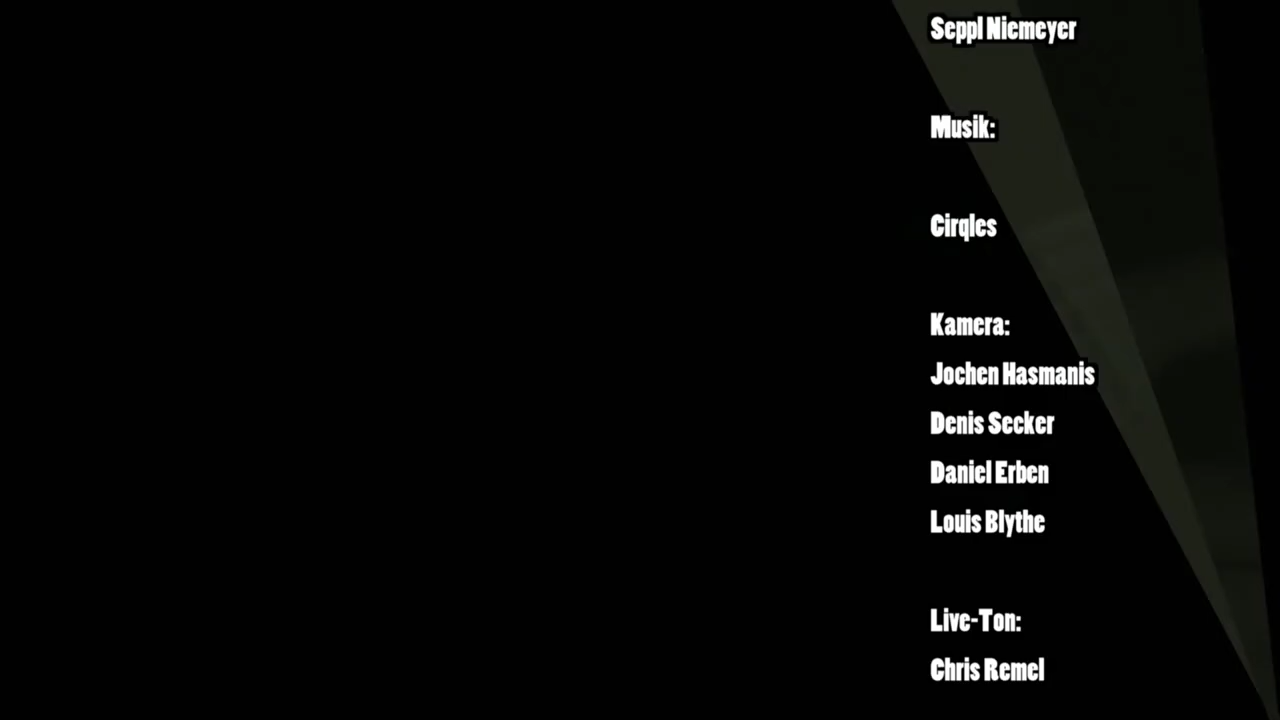 Seppl Niemeyer
Musik:
Cirqles
Kamera:
Jochen Hasmanis
Denis Secker
Daniel Erben
Louis Blythe
Live-Ton:
Chris Remel